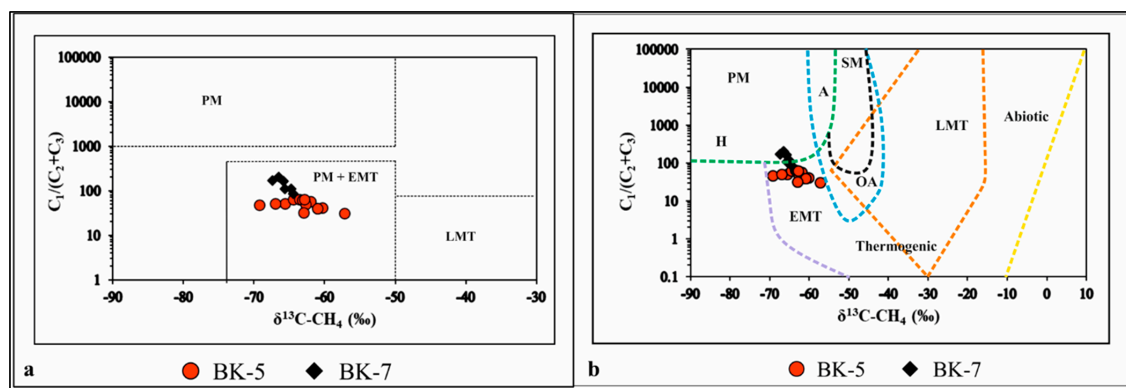 100000
10000
1000
100
10
1
C₁/(C₂+C₃)
PM
PM + EMT
LMT
-90 -80 -70 -60 -50 -40 -30
δ¹³C-CH₄ (‰)
a
BK-5 BK-7
100000
10000
1000
100
10
1
0.1
C₁/(C₂+C₃)
PM
SM
A
LMT
Abiotic
H
OA
EMT
Thermogenic
-90 -80 -70 -60 -50 -40 -30 -20 -10 0 10
δ¹³C-CH₄ (‰)
b
BK-5 BK-7